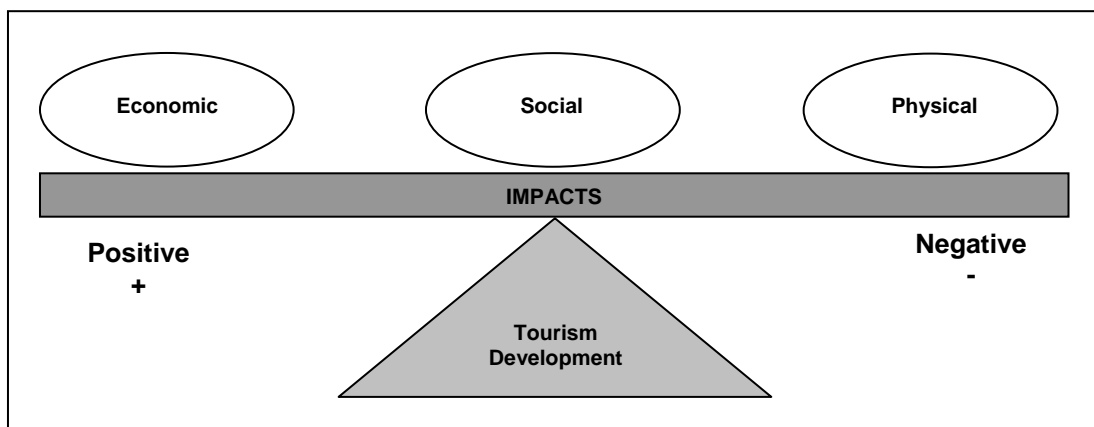 Economic
Social
Physical
IMPACTS
Positive
+
Negative
-
Tourism
Development